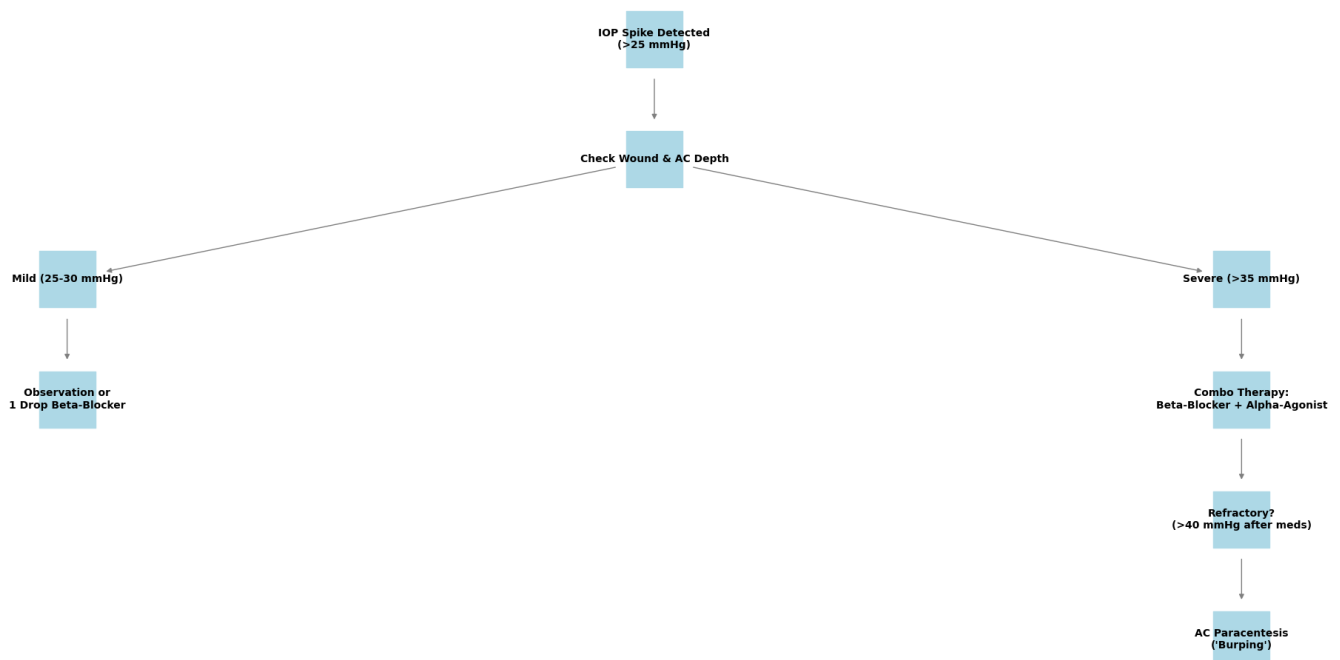 IOP Spike Detected
(>25 mmHg)
Check Wound & AC Depth
Mild (25-30 mmHg)
Severe (>35 mmHg)
Observation or
1 Drop Beta-Blocker
Combo Therapy:
Beta-Blocker + Alpha-Agonist
Refractory?
(>40 mmHg after meds)
AC Paracentesis
('Burping')